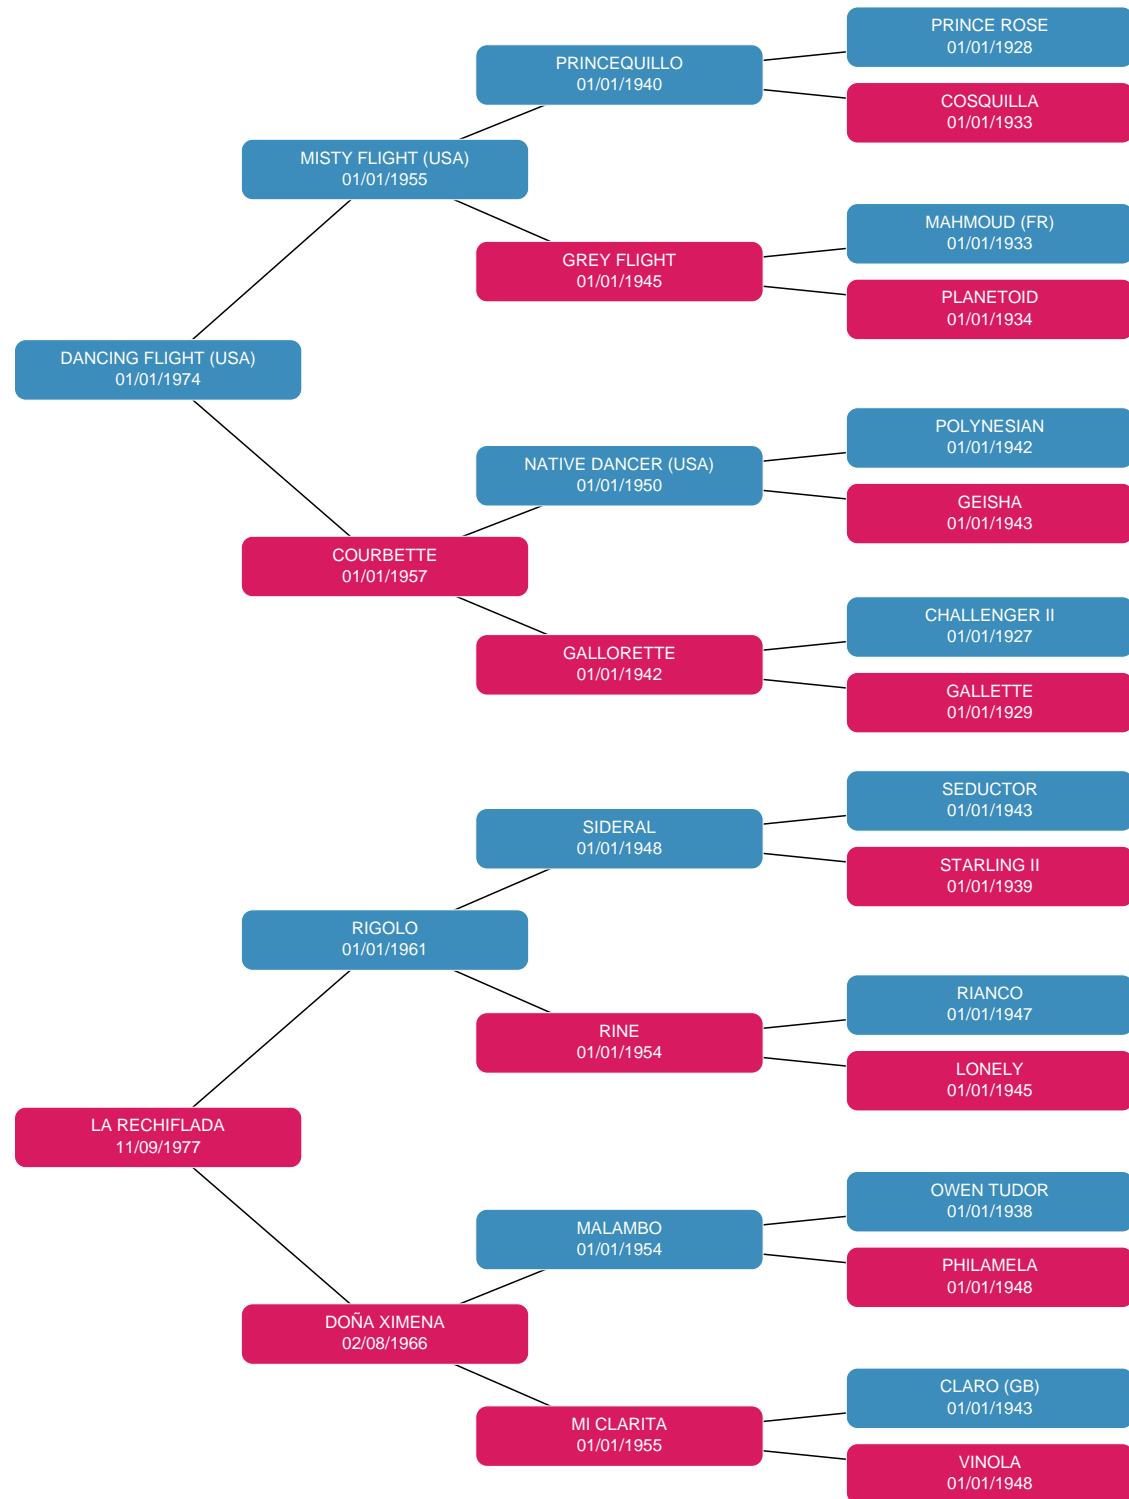 PRINCE ROSE
01/01/1928
PRINCEQUILLO
01/01/1940
COSQUILLA
01/01/1933
MISTY FLIGHT (USA)
01/01/1955
MAHMOUD (FR)
01/01/1933
GREY FLIGHT
01/01/1945
PLANETOID
01/01/1934
DANCING FLIGHT (USA)
01/01/1974
POLYNESIAN
01/01/1942
NATIVE DANCER (USA)
01/01/1950
GEISHA
01/01/1943
COURBETTE
01/01/1957
CHALLENGER II
01/01/1927
GALLORETTE
01/01/1942
GALLETTE
01/01/1929
SEDUCTOR
01/01/1943
SIDERAL
01/01/1948
STARLING II
01/01/1939
RIGOLO
01/01/1961
RIANCO
01/01/1947
RINE
01/01/1954
LONELY
01/01/1945
LA RECHIFLADA
11/09/1977
OWEN TUDOR
01/01/1938
MALAMBO
01/01/1954
PHILAMELA
01/01/1948
DOÑA XIMENA
02/08/1966
CLARO (GB)
01/01/1943
MI CLARITA
01/01/1955
VINOLA
01/01/1948